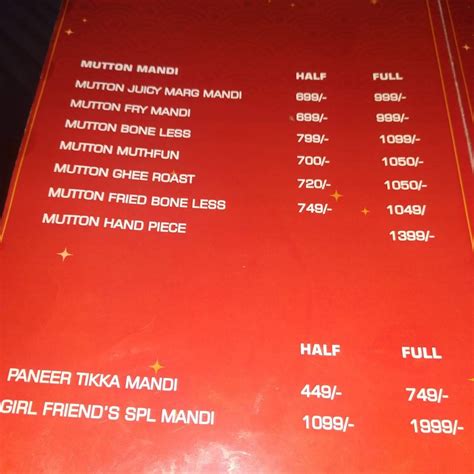 MUTTON MANDI HALF FULL
MUTTON JUICY MARG MANDI 699/- 999/-
MUTTON FRY MANDI 699/- 999/-
MUTTON BONE LESS 799/- 1099/-
MUTTON MUTHFUN 700/- 1050/-
MUTTON GHEE ROAST 720/- 1050/-
MUTTON FRIED BONE LESS 749/- 1049/
MUTTON HAND PIECE 1399/-
HALF FULL
PANEER TIKKA MANDI 449/- 749/-
GIRL FRIEND'S SPL MANDI 1099/- 1999/-